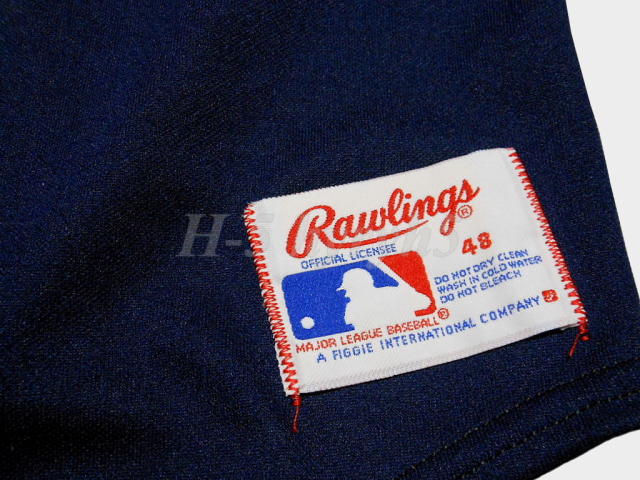 Rawlings®
OFFICIAL LICENSEE
48
DO NOT DRY CLEAN
WASH IN COLD WATER
DO NOT BLEACH
MAJOR LEAGUE BASEBALL®
A FIGGIE INTERNATIONAL COMPANY